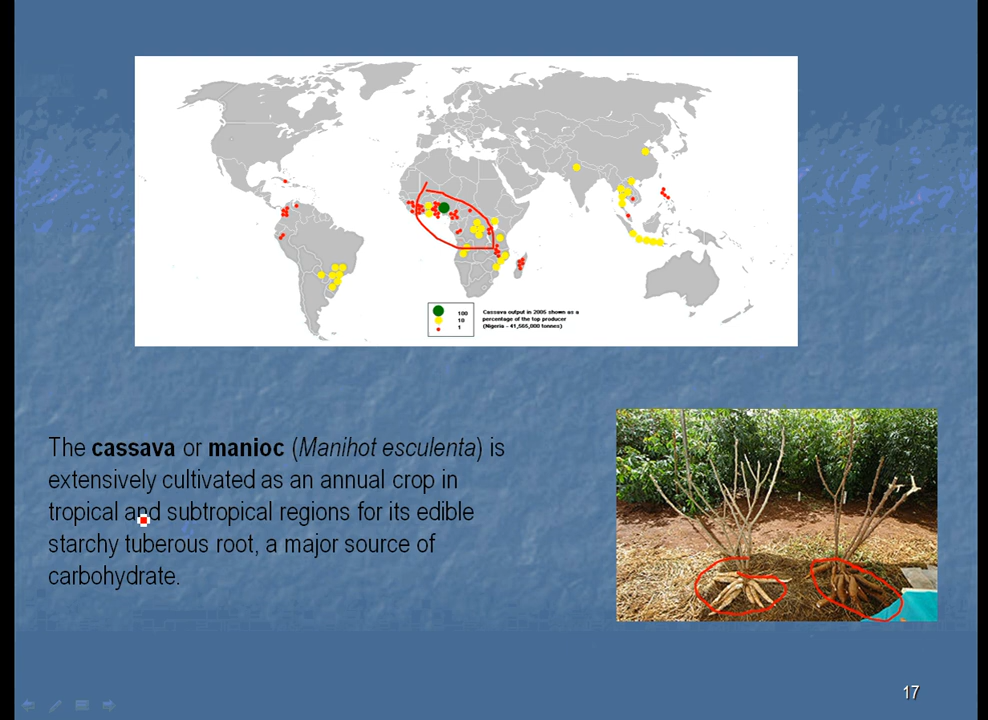 100
10
1
Cassava output in 2005 shown as a
percentage of the top producer
(Nigeria - 41,565,000 tonnes)
The cassava or manioc (Manihot esculenta) is
extensively cultivated as an annual crop in
tropical and subtropical regions for its edible
starchy tuberous root, a major source of
carbohydrate.
17